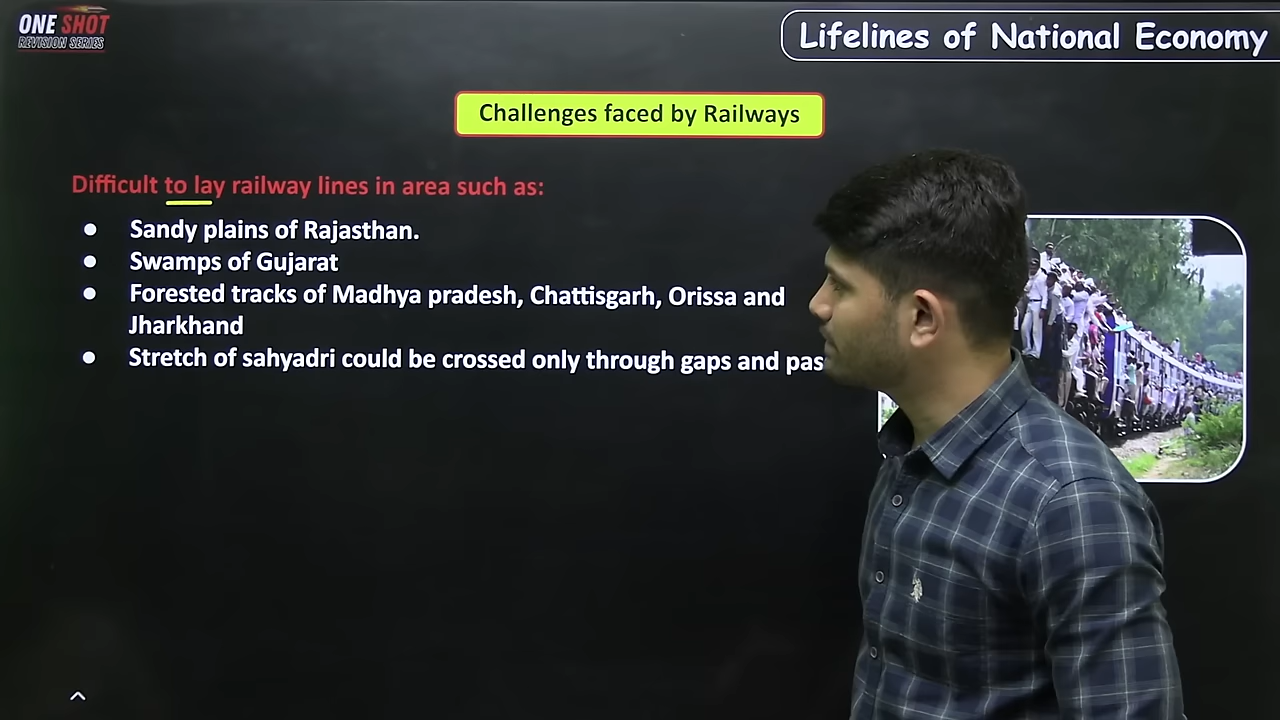 ONE SHOT
REVISION SERIES
Lifelines of National Economy
Challenges faced by Railways
Difficult to lay railway lines in area such as:
● Sandy plains of Rajasthan.
● Swamps of Gujarat
● Forested tracks of Madhya pradesh, Chattisgarh, Orissa and
Jharkhand
● Stretch of sahyadri could be crossed only through gaps and